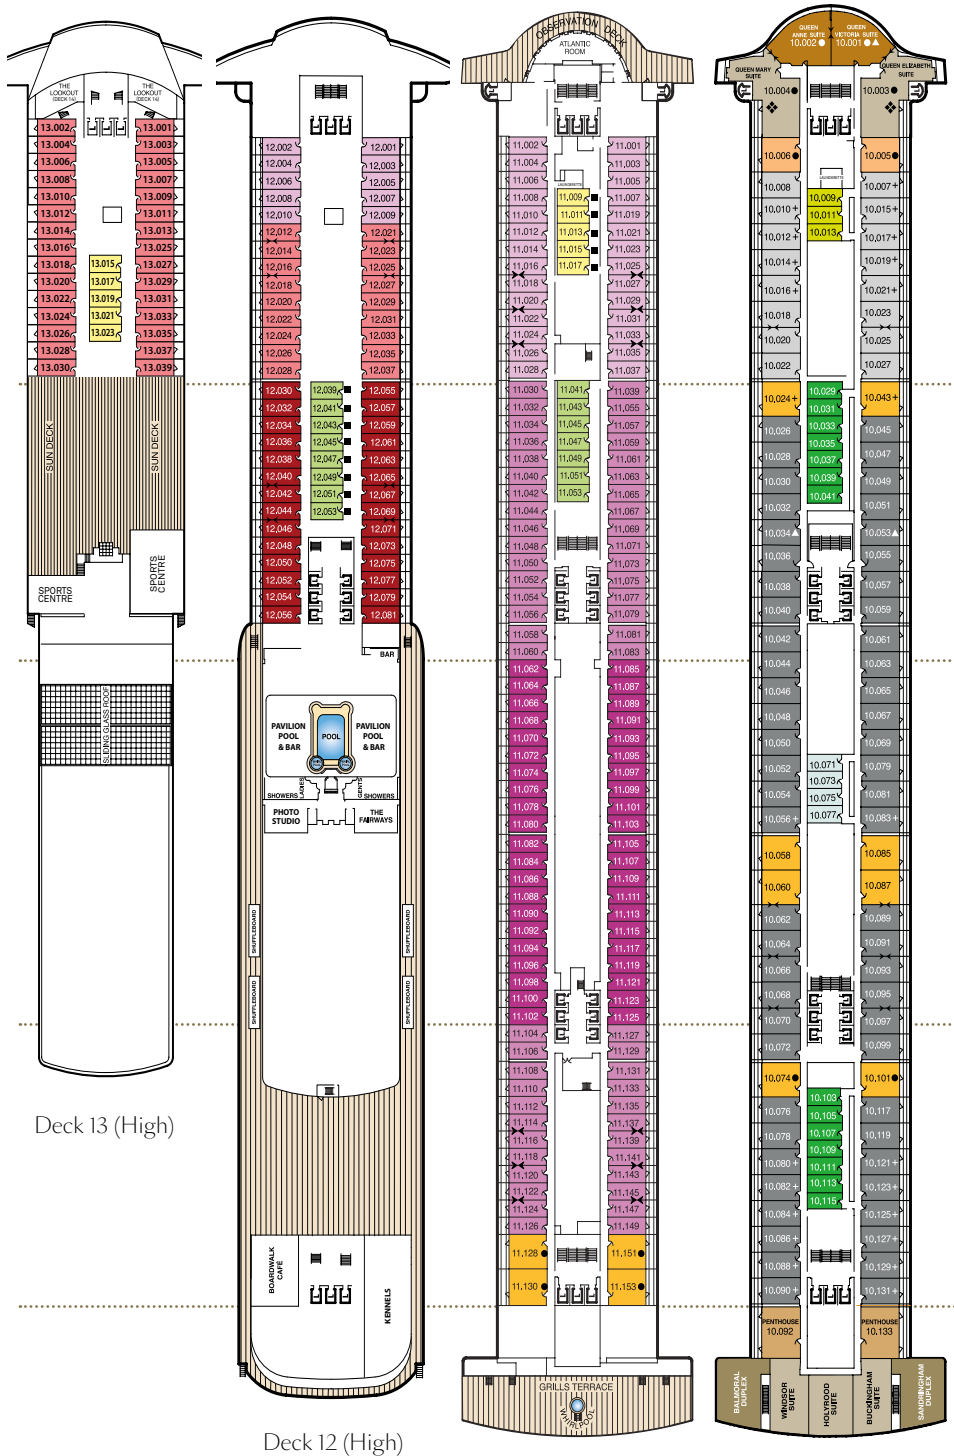 THE
LOOKOUT
(DECK 14)
THE
LOOKOUT
(DECK 14)
13.002 13.001
13.004 13.003
13.006 13.005
13.008 13.007
13.010 13.009
13.012 13.011
13.014 13.013
13.016 13.025
13.018 13.015 13.027
13.020 13.017 13.029
13.022 13.019 13.031
13.024 13.021 13.033
13.026 13.023 13.035
13.028 13.037
13.030 13.039
SUN DECK
SUN DECK
SPORTS
CENTRE
SPORTS
CENTRE
SLIDING GLASS ROOF
Deck 13 (High)
12.002 12.001
12.004 12.003
12.006 12.005
12.008 12.007
12.010 12.009
12.012 12.021
12.014 12.023
12.016 12.025
12.018 12.027
12.020 12.029
12.022 12.031
12.024 12.033
12.026 12.035
12.028 12.037
12.030 12.039 12.055
12.032 12.041 12.057
12.034 12.043 12.059
12.036 12.045 12.061
12.038 12.047 12.063
12.040 12.049 12.065
12.042 12.051 12.067
12.044 12.053 12.069
12.046 12.071
12.048 12.073
12.050 12.075
12.052 12.077
12.054 12.079
12.056 12.081
BAR
PAVILION
POOL
& BAR
POOL
PAVILION
POOL
& BAR
SHOWERS
LADIES
GENTS
SHOWERS
PHOTO
STUDIO
THE
FAIRWAYS
SHUFFLEBOARD
SHUFFLEBOARD
SHUFFLEBOARD
SHUFFLEBOARD
BOARDWALK
CAFÉ
KENNELS
Deck 12 (High)
OBSERVATION DECK
ATLANTIC
ROOM
11.002 11.001
11.004 11.003
11.006 11.005
LAUNDERETTE
11.008 11.009 11.007
11.010 11.011 11.019
11.012 11.013 11.021
11.014 11.015 11.023
11.016 11.017 11.025
11.018 11.027
11.020 11.029
11.022 11.031
11.024 11.033
11.026 11.035
11.028 11.037
11.030 11.041 11.039
11.032 11.043 11.055
11.034 11.045 11.057
11.036 11.047 11.059
11.038 11.049 11.061
11.040 11.051 11.063
11.042 11.053 11.065
11.044 11.067
11.046 11.069
11.048 11.071
11.050 11.073
11.052 11.075
11.054 11.077
11.056 11.079
11.058 11.081
11.060 11.083
11.062 11.085
11.064 11.087
11.066 11.089
11.068 11.091
11.070 11.093
11.072 11.095
11.074 11.097
11.076 11.099
11.078 11.101
11.080 11.103
11.082 11.105
11.084 11.107
11.086 11.109
11.088 11.111
11.090 11.113
11.092 11.115
11.094 11.117
11.096 11.119
11.098 11.121
11.100 11.123
11.102 11.125
11.104 11.127
11.106 11.129
11.108 11.131
11.110 11.133
11.112 11.135
11.114 11.137
11.116 11.139
11.118 11.141
11.120 11.143
11.122 11.145
11.124 11.147
11.126 11.149
11.128 11.151
11.130 11.153
GRILLS TERRACE
WHIRLPOOL
QUEEN
ANNE SUITE
10.002
QUEEN
VICTORIA SUITE
10.001
QUEEN MARY
SUITE
QUEEN ELIZABETH
SUITE
10.004 10.003
10.006 10.005
LAUNDERETTE
10.008 10.007+
10.009
10.010+ 10.011 10.015+
10.012+ 10.013 10.017+
10.014+ 10.019+
10.016+ 10.021+
10.018 10.023
10.020 10.025
10.022 10.027
10.024+ 10.029 10.043+
10.031
10.026 10.033 10.045
10.035
10.028 10.037 10.047
10.030 10.039 10.049
10.041
10.032 10.051
10.034 10.053
10.036 10.055
10.038 10.057
10.040 10.059
10.042 10.061
10.044 10.063
10.046 10.065
10.048 10.067
10.050 10.069
10.052 10.071 10.079
10.073
10.054 10.075 10.081
10.056+ 10.077 10.083+
10.058 10.085
10.060 10.087
10.062 10.089
10.064 10.091
10.066 10.093
10.068 10.095
10.070 10.097
10.072 10.099
10.074 10.101
10.103
10.076 10.105 10.117
10.078 10.107 10.119
10.109
10.080+ 10.111 10.121+
10.082+ 10.113 10.123+
10.115
10.084+ 10.125+
10.086+ 10.127+
10.088+ 10.129+
10.090+ 10.131+
PENTHOUSE
10.092
PENTHOUSE
10.133
BALMORAL
DUPLEX
WINDSOR
SUITE
HOLYROOD
SUITE
BUCKINGHAM
SUITE
SANDRINGHAM
DUPLEX